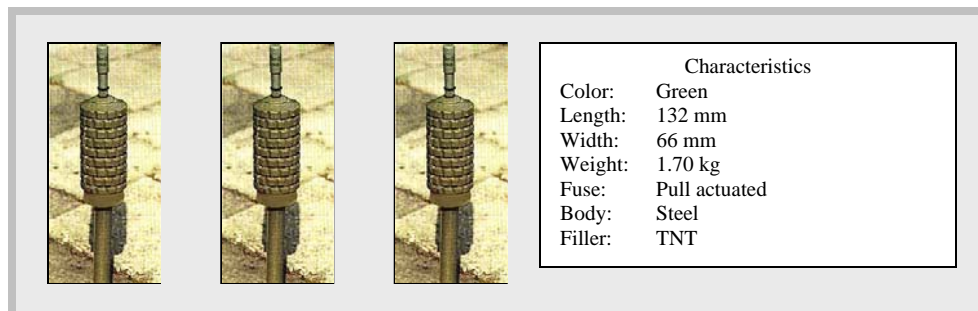 Characteristics
Color: Green
Length: 132 mm
Width: 66 mm
Weight: 1.70 kg
Fuse: Pull actuated
Body: Steel
Filler: TNT